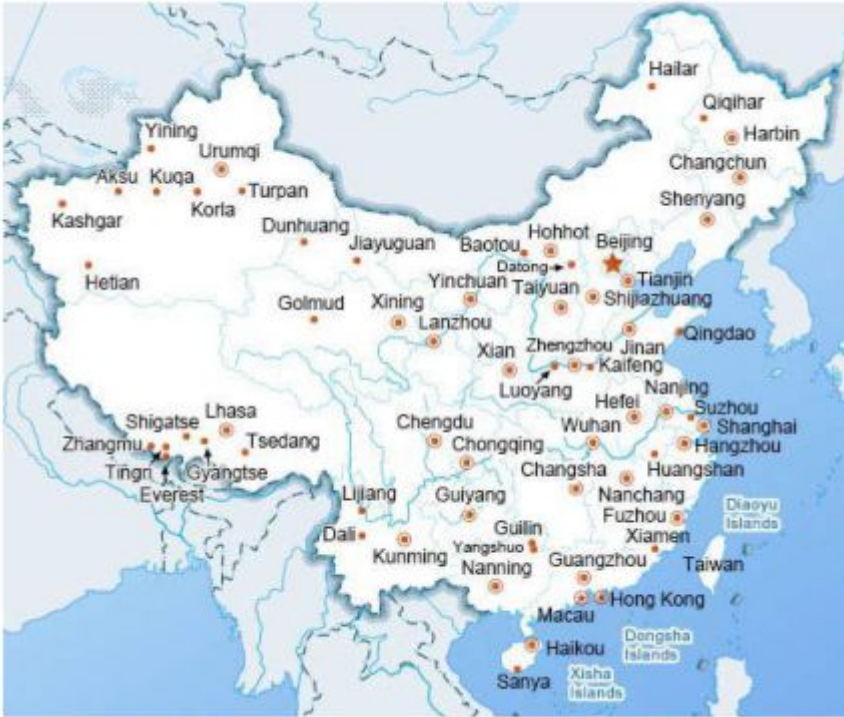 Hailar
Qiqihar
Harbin
Yining
Urumqi
Changchun
Aksu
Kuqa
Turpan
Korla
Shenyang
Kashgar
Dunhuang
Jiayuguan
Baotou
Hohhot
Beijing
Datong
Hetian
Tianjin
Yinchuan
Taiyuan
Shijiazhuang
Golmud
Xining
Lanzhou
Qingdao
Jinan
Zhengzhou
Xian
Kaifeng
Luoyang
Nanjing
Hefei
Suzhou
Shanghai
Lhasa
Shigatse
Chengdu
Wuhan
Hangzhou
Zhangmu
Tsedang
Chongqing
Tingri
Gyangtse
Changsha
Huangshan
Everest
Lijiang
Guiyang
Nanchang
Diaoyu
Islands
Fuzhou
Dali
Guilin
Xiamen
Kunming
Yangshuo
Guangzhou
Taiwan
Nanning
Hong Kong
Macau
Dongsha
Islands
Haikou
Xisha
Islands
Sanya